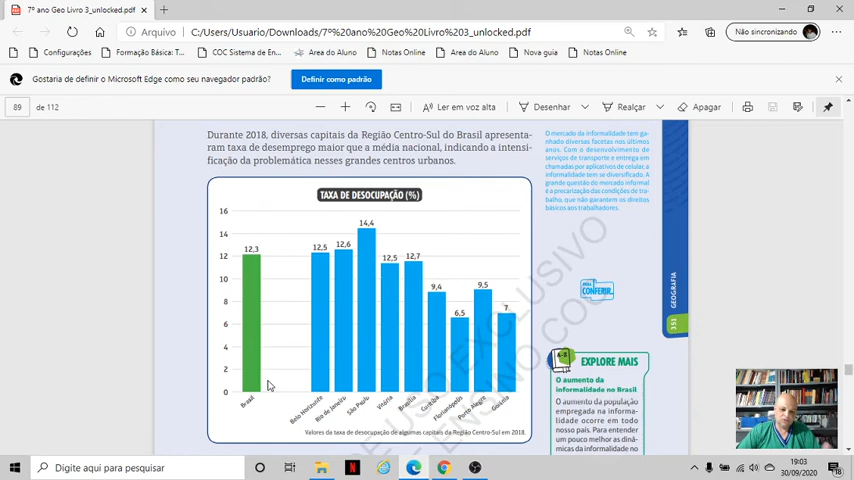 7º ano Geo Livro 3_unlocked.pdf
Arquivo
C:/Users/Usuario/Downloads/7º%20ano%20Geo%20Livro%203_unlocked.pdf
Não sincronizando
Configurações
Formação Básica: T...
COC Sistema de En...
Area do Aluno
Notas Online
Area do Aluno
Nova guia
Notas Online
Gostaria de definir o Microsoft Edge como seu navegador padrão?
Definir como padrão
89 de 112
Ler em voz alta
Desenhar
Realçar
Apagar
Durante 2018, diversas capitais da Região Centro-Sul do Brasil apresenta-
ram taxa de desemprego maior que a média nacional, indicando a intensi-
ficação da problemática nesses grandes centros urbanos.
TAXA DE DESOCUPAÇÃO (%)
16
14
12
10
8
6
4
2
0
12,3
12,5
12,6
14,4
12,5
12,7
9,4
6,5
9,5
7
Brasil
Belo Horizonte
Rio de Janeiro
São Paulo
Vitória
Brasília
Curitiba
Florianópolis
Porto Alegre
Goiânia
Valores da taxa de desocupação de algumas capitais da Região Centro-Sul em 2018.
O mercado da informalidade tem ga-
nhado diversas facetas nos últimos
anos. Com o desenvolvimento de
serviços de transporte e entrega em
chamadas por aplicativos de celular, a
informalidade tem se diversificado. A
grande questão do mercado informal
é a precarização das condições de tra-
balho, que não garantem os direitos
básicos aos trabalhadores.
CONFERIR
GEOGRAFIA
351
EXPLORE MAIS
O aumento da
informalidade no Brasil
O aumento da população
empregada na informa-
lidade ocorre em todo
nosso país. Para entender
um pouco melhor as dinâ-
micas da informalidade no
DE USO EXCLUSIVO
ENSINO COC
Digite aqui para pesquisar
19:03
30/09/2020
18